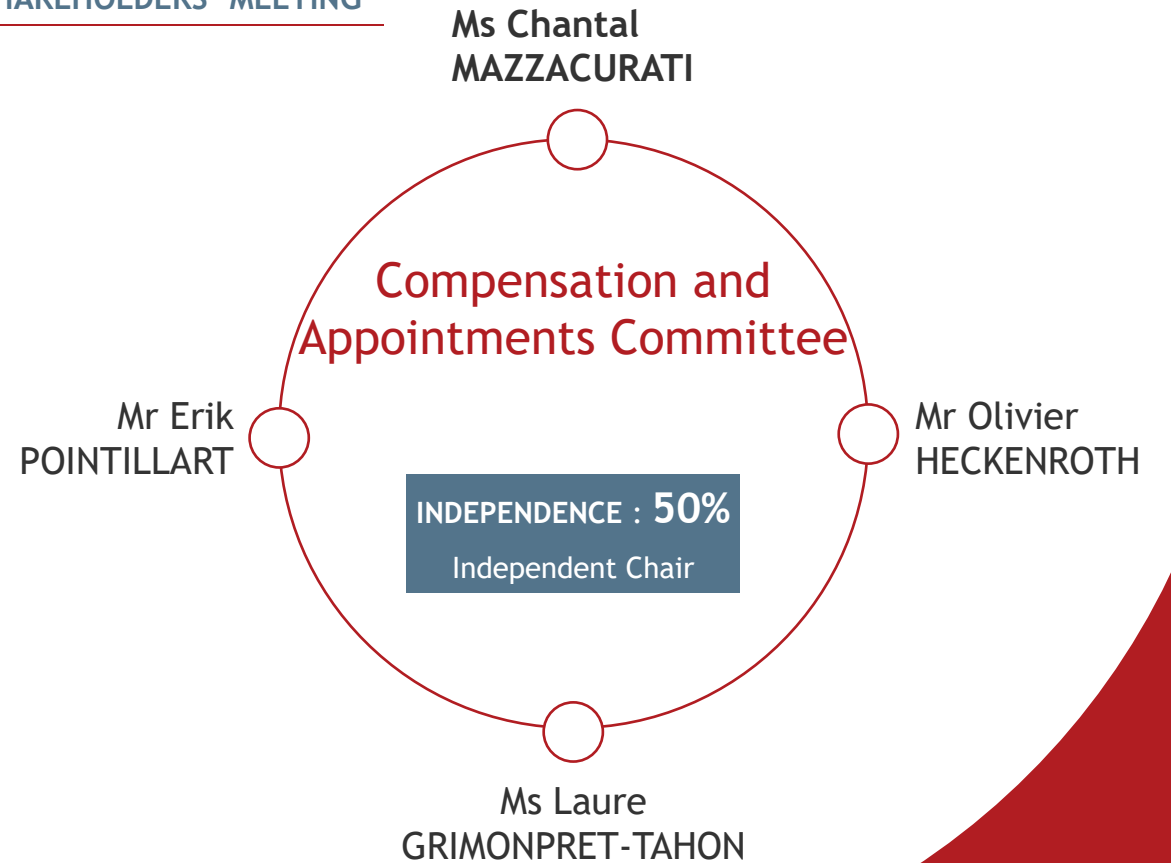 MEETING
Ms Chantal
MAZZACURATI
Compensation and
Appointments Committee
Mr Erik
POINTILLART
Mr Olivier
HECKENROTH
INDEPENDENCE : 50%
Independent Chair
Ms Laure
GRIMONPRET-TAHON